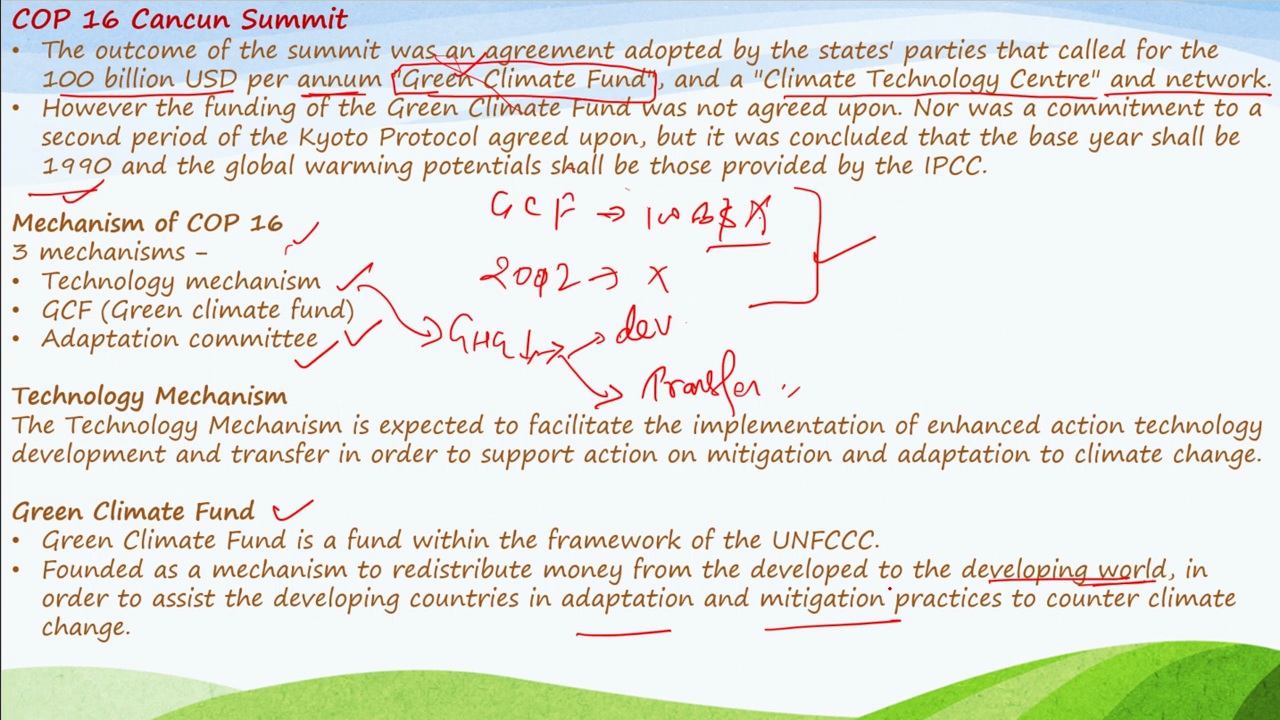 COP 16 Cancun Summit
• The outcome of the summit was an agreement adopted by the states' parties that called for the
100 billion USD per annum "Green Climate Fund", and a "Climate Technology Centre" and network.
• However the funding of the Green Climate Fund was not agreed upon. Nor was a commitment to a
second period of the Kyoto Protocol agreed upon, but it was concluded that the base year shall be
1990 and the global warming potentials shall be those provided by the IPCC.
GCF → 100 B$ X
Mechanism of COP 16
3 mechanisms –
2012 → X
• Technology mechanism
• GCF (Green climate fund)
GHG ↓ → dev
• Adaptation committee
→ Transfer
Technology Mechanism
The Technology Mechanism is expected to facilitate the implementation of enhanced action technology
development and transfer in order to support action on mitigation and adaptation to climate change.
Green Climate Fund
• Green Climate Fund is a fund within the framework of the UNFCCC.
• Founded as a mechanism to redistribute money from the developed to the developing world, in
order to assist the developing countries in adaptation and mitigation practices to counter climate
change.